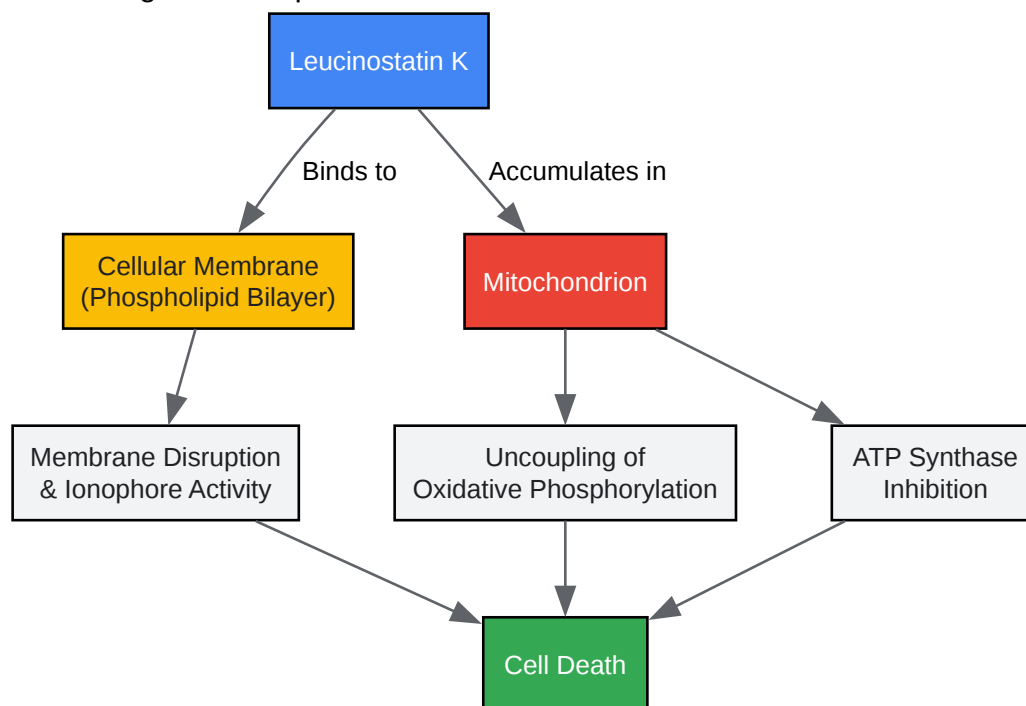 Leucinostatin K
Binds to
Accumulates in
Cellular Membrane
(Phospholipid Bilayer)
Mitochondrion
Membrane Disruption
& Ionophore Activity
Uncoupling of
Oxidative Phosphorylation
ATP Synthase
Inhibition
Cell Death